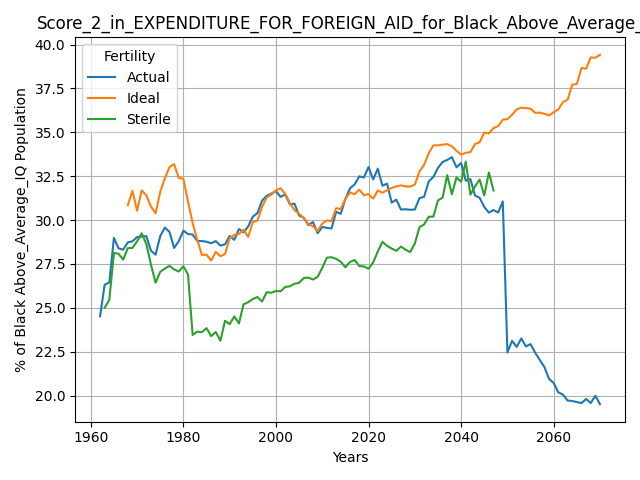 Score_2_in_EXPENDITURE_FOR_FOREIGN_AID_for_Black_Above_Average_
40.0
37.5
35.0
32.5
30.0
27.5
25.0
22.5
20.0
% of Black Above_Average_IQ Population
Fertility
Actual
Ideal
Sterile
1960
1980
2000
2020
2040
2060
Years